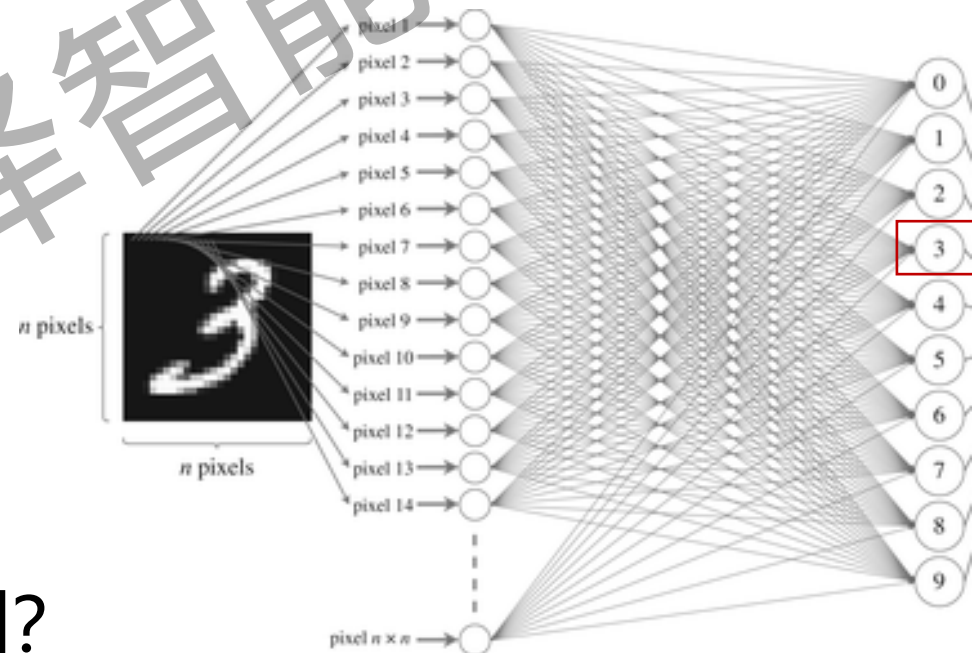 智能
pixel 1
pixel 2
pixel 3
pixel 4
pixel 5
pixel 6
pixel 7
pixel 8
pixel 9
pixel 10
pixel 11
pixel 12
pixel 13
pixel 14
pixel n × n
n pixels
n pixels
0
1
2
3
4
5
6
7
8
9
?